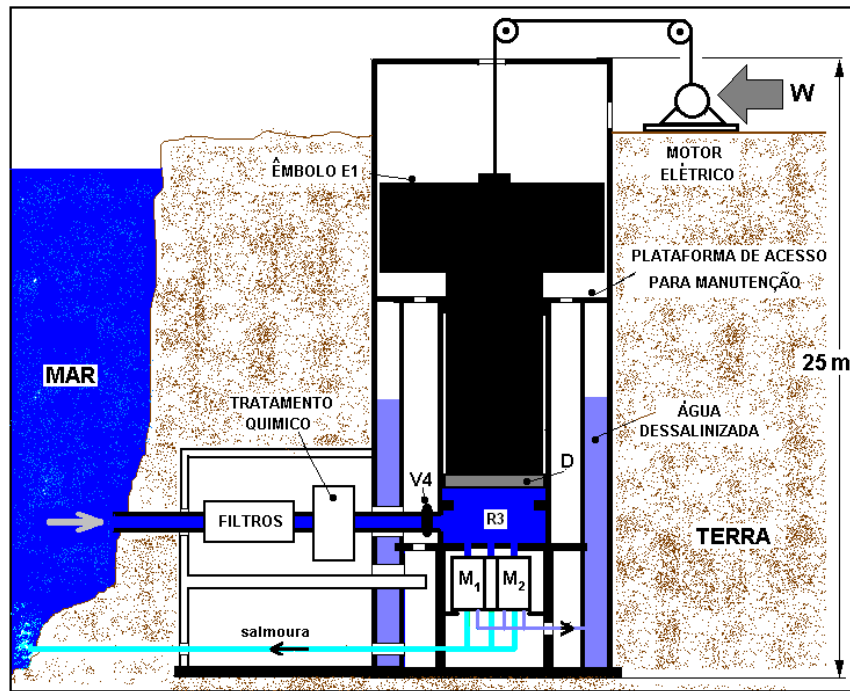 W
ÊMBOLO E1
MOTOR
ELÉTRICO
PLATAFORMA DE ACESSO
PARA MANUTENÇÃO
MAR
25 m
TRATAMENTO
QUIMICO
ÁGUA
DESSALINIZADA
V4
D
FILTROS
R3
TERRA
M1
M2
salmoura